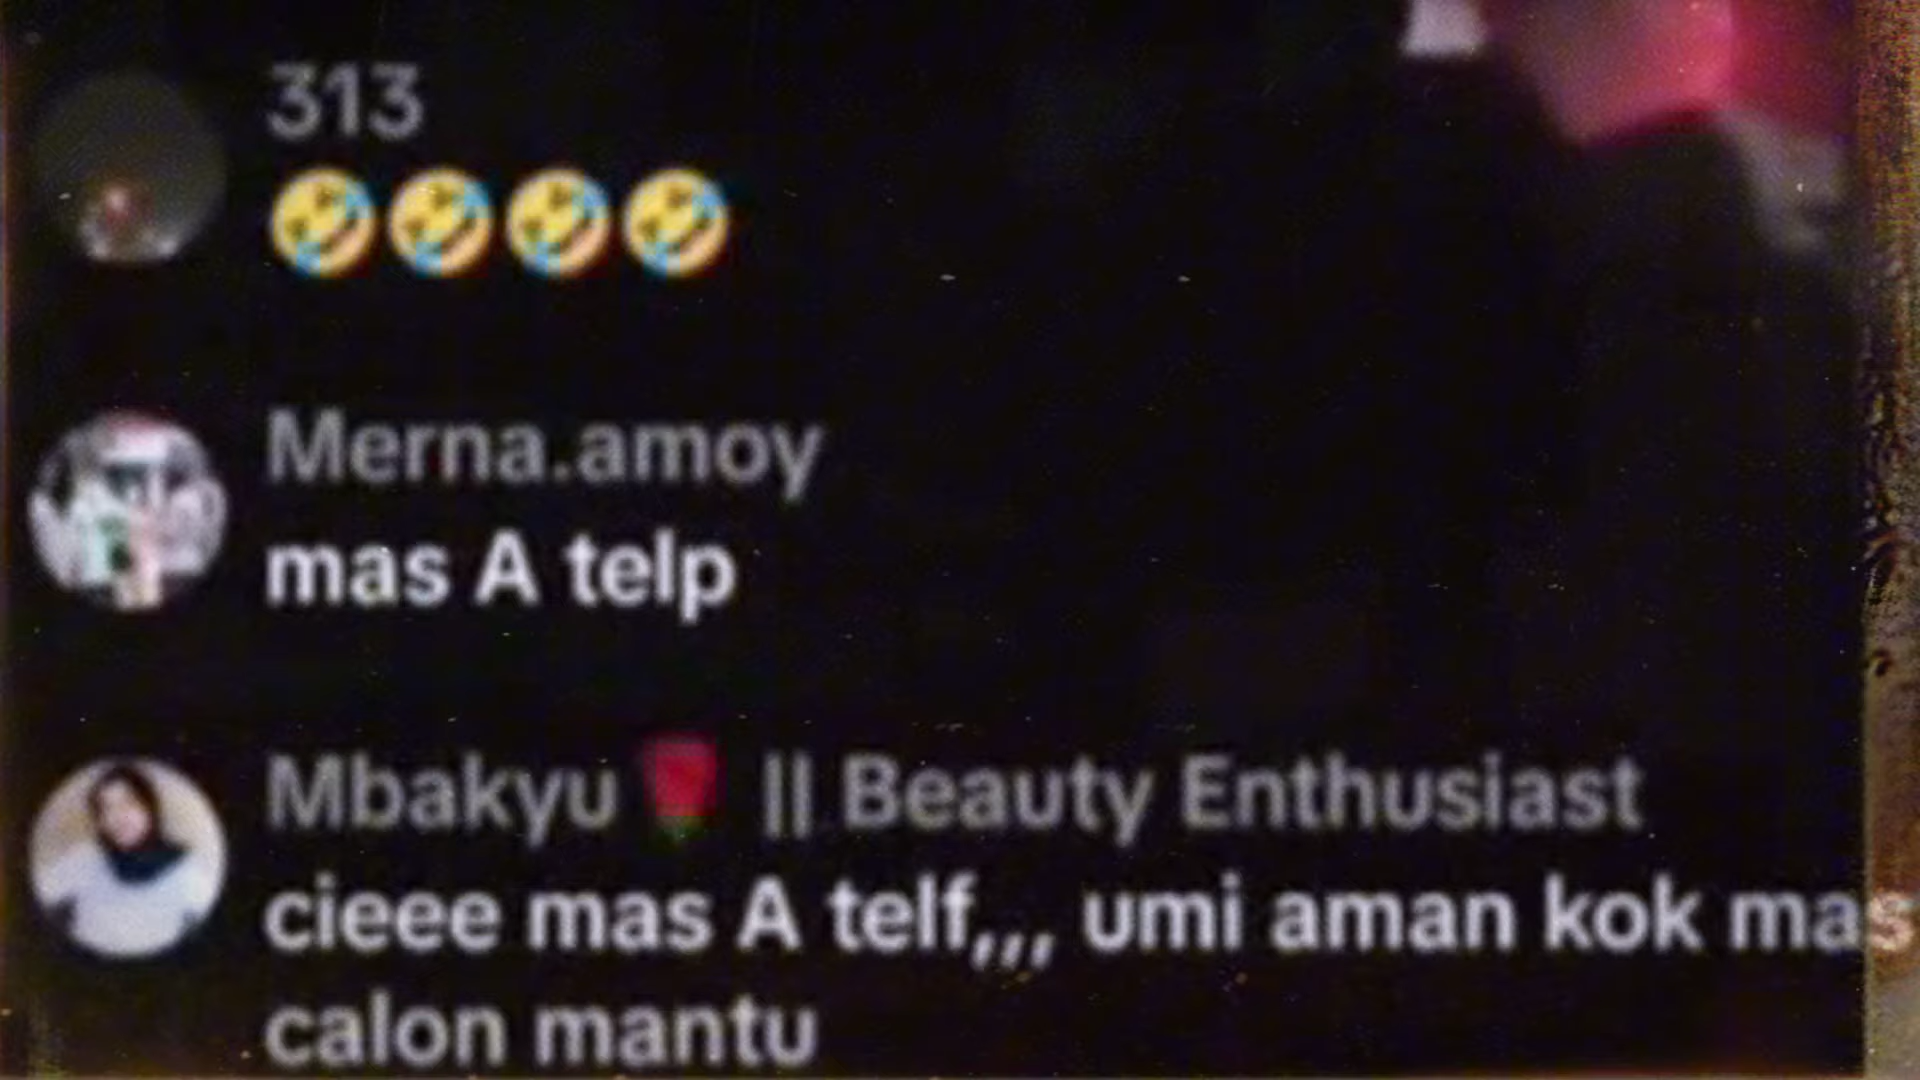 313
🤣🤣🤣🤣
Merna.amoy
mas A telp
Mbakyu🌹 || Beauty Enthusiast
cieee mas A telf,,, umi aman kok mas
calon mantu